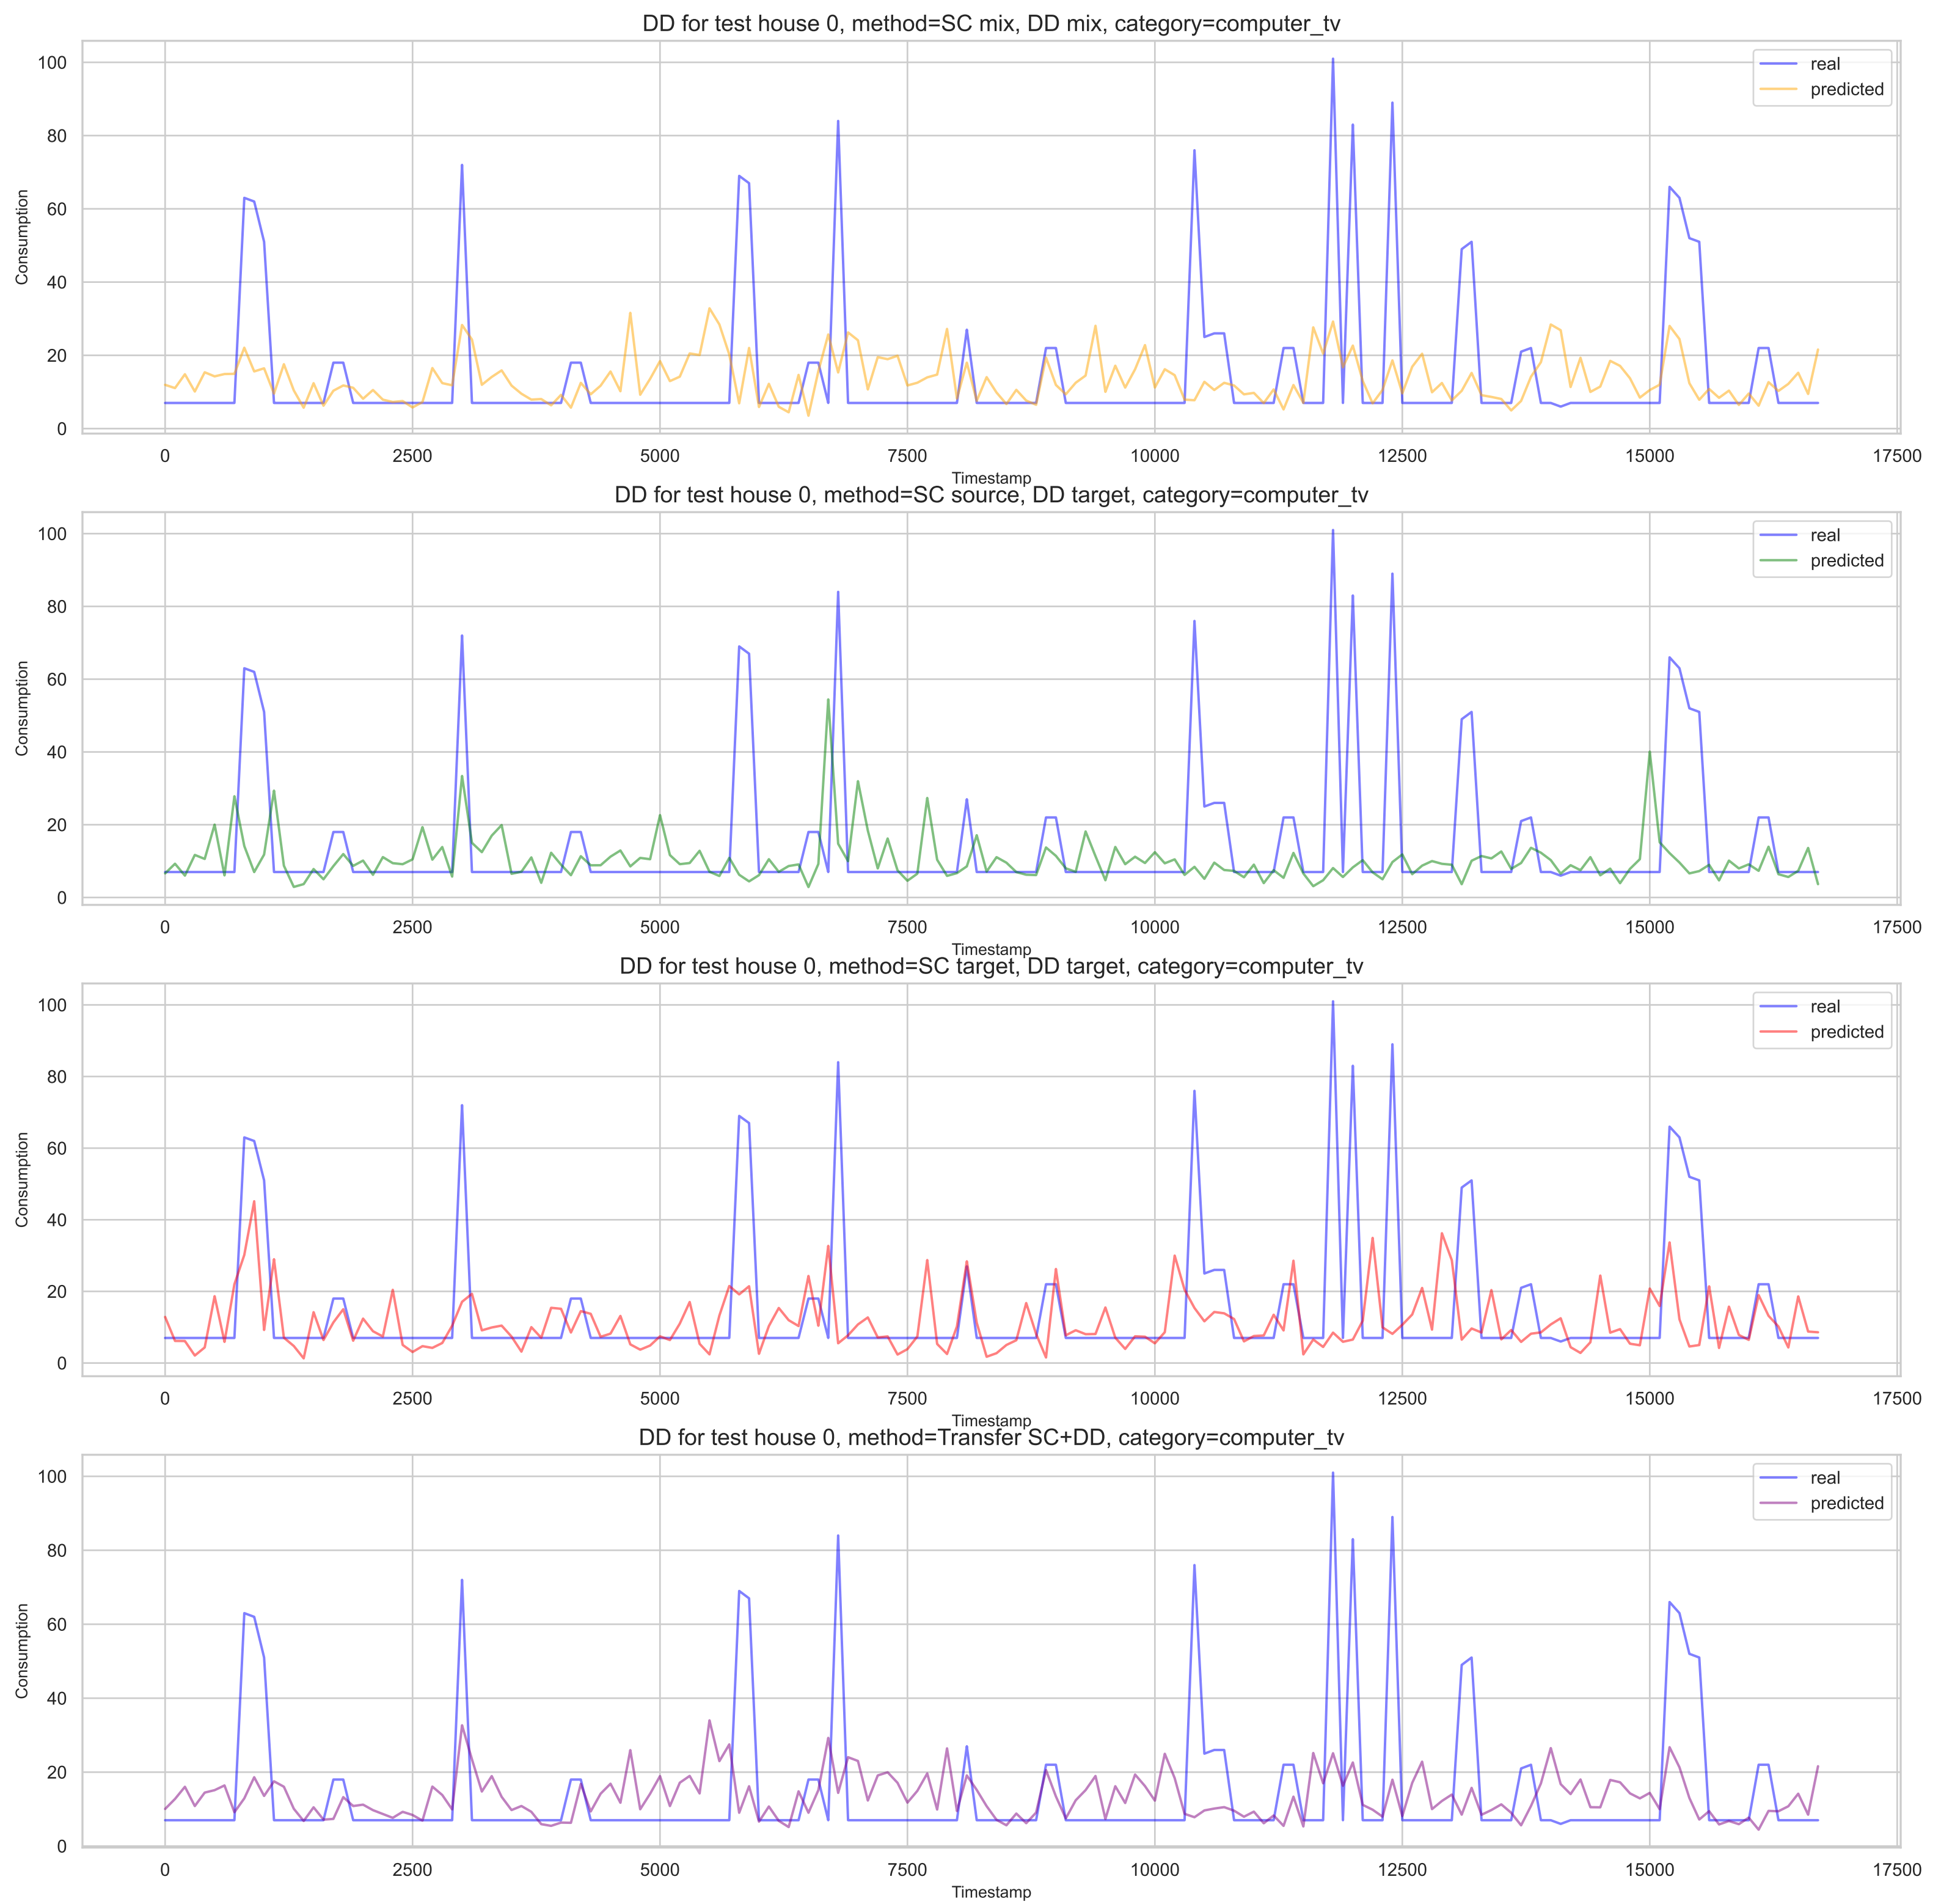 DD for test house 0, method=SC mix, DD mix, category=computer_tv
100
80
60
40
20
0
Consumption
real
predicted
0 2500 5000 7500 10000 12500 15000 17500
Timestamp
DD for test house 0, method=SC source, DD target, category=computer_tv
100
80
60
40
20
0
Consumption
real
predicted
0 2500 5000 7500 10000 12500 15000 17500
Timestamp
DD for test house 0, method=SC target, DD target, category=computer_tv
100
80
60
40
20
0
Consumption
real
predicted
0 2500 5000 7500 10000 12500 15000 17500
Timestamp
DD for test house 0, method=Transfer SC+DD, category=computer_tv
100
80
60
40
20
0
Consumption
real
predicted
0 2500 5000 7500 10000 12500 15000 17500
Timestamp